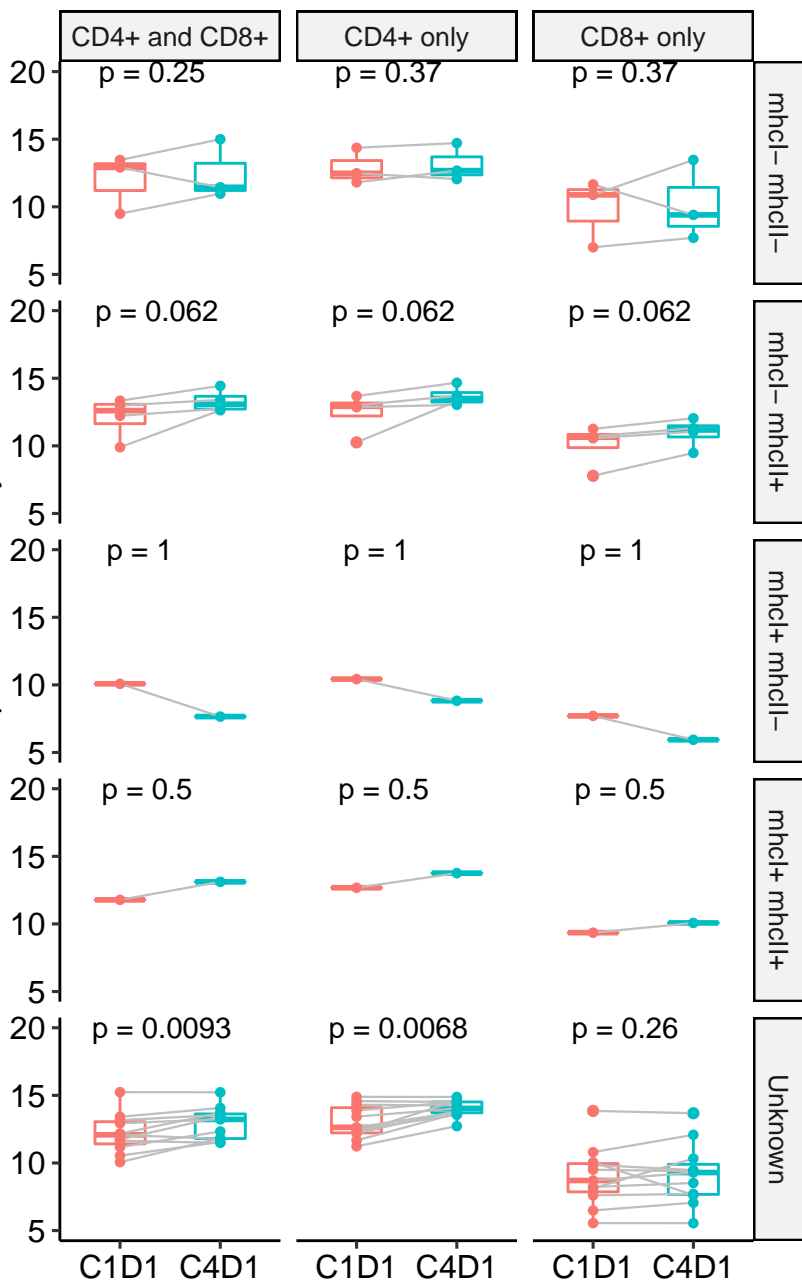 CD4+ and CD8+ CD4+ only CD8+ only
20 p = 0.25 p = 0.37 p = 0.37
15
10
5
mhcI− mhcII−
20 p = 0.062 p = 0.062 p = 0.062
15
10
5
mhcI− mhcII+
20 p = 1 p = 1 p = 1
15
10
5
mhcI+ mhcII−
20 p = 0.5 p = 0.5 p = 0.5
15
10
5
mhcI+ mhcII+
20 p = 0.0093 p = 0.0068 p = 0.26
15
10
5
Unknown
C1D1 C4D1 C1D1 C4D1 C1D1 C4D1